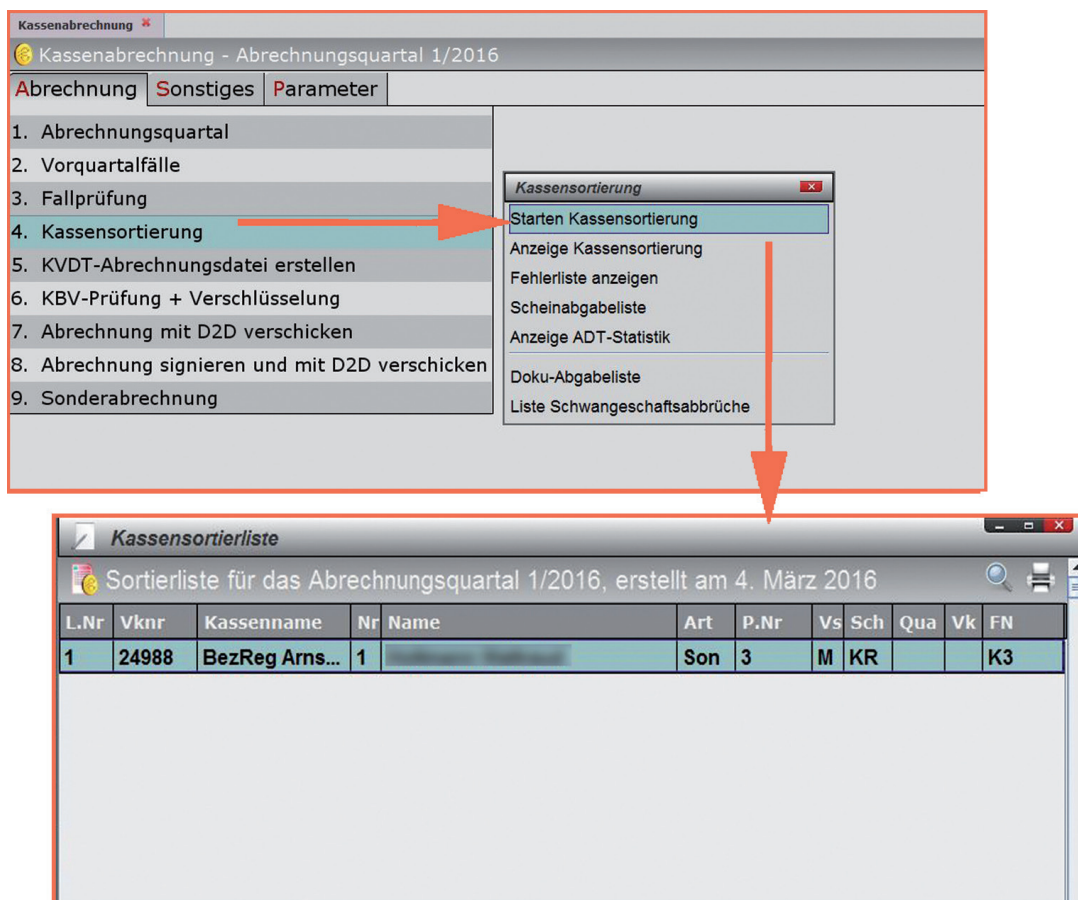 Kassenabrechnung
Kassenabrechnung - Abrechnungsquartal 1/2016
Abrechnung Sonstiges Parameter
1. Abrechnungsquartal
2. Vorquartalfälle
3. Fallprüfung
4. Kassensortierung
5. KVDT-Abrechnungsdatei erstellen
6. KBV-Prüfung + Verschlüsselung
7. Abrechnung mit D2D verschicken
8. Abrechnung signieren und mit D2D verschicken
9. Sonderabrechnung
Kassensortierung
Starten Kassensortierung
Anzeige Kassensortierung
Fehlerliste anzeigen
Scheinabgabeliste
Anzeige ADT-Statistik
Doku-Abgabeliste
Liste Schwangeschaftsabbrüche
Kassensortierliste
Sortierliste für das Abrechnungsquartal 1/2016, erstellt am 4. März 2016
L.Nr Vknr Kassenname Nr Name Art P.Nr Vs Sch Qua Vk FN
1 24988 BezReg Arns... 1 Son 3 M KR K3